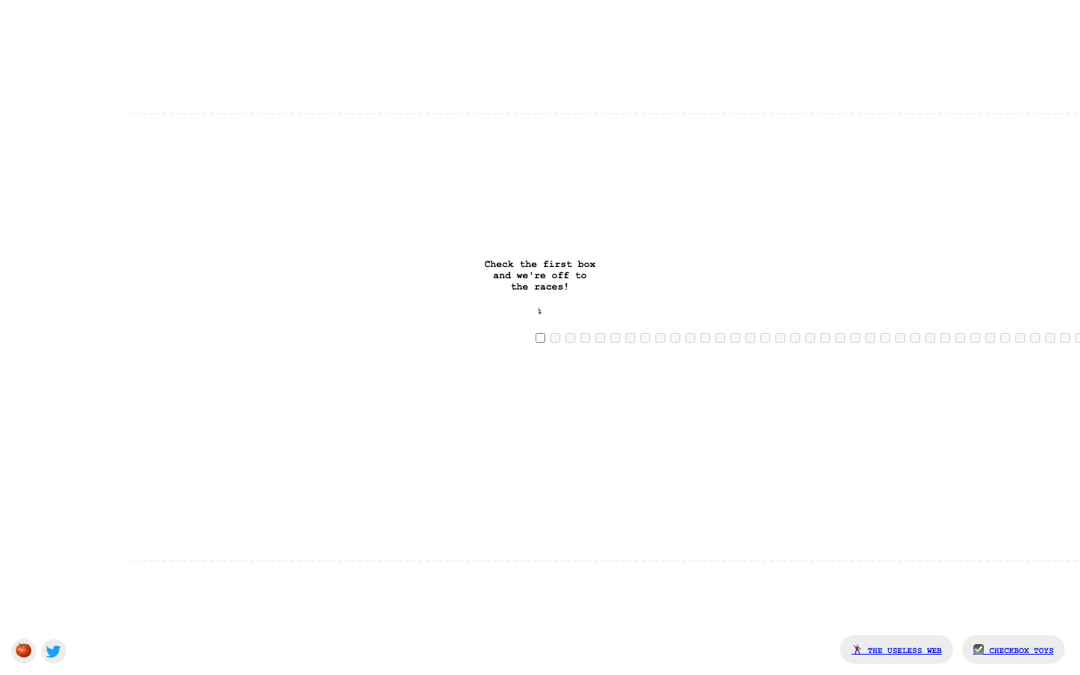 Check the first box
and we're off to
the races!
THE USELESS WEB
CHECKBOX TOYS